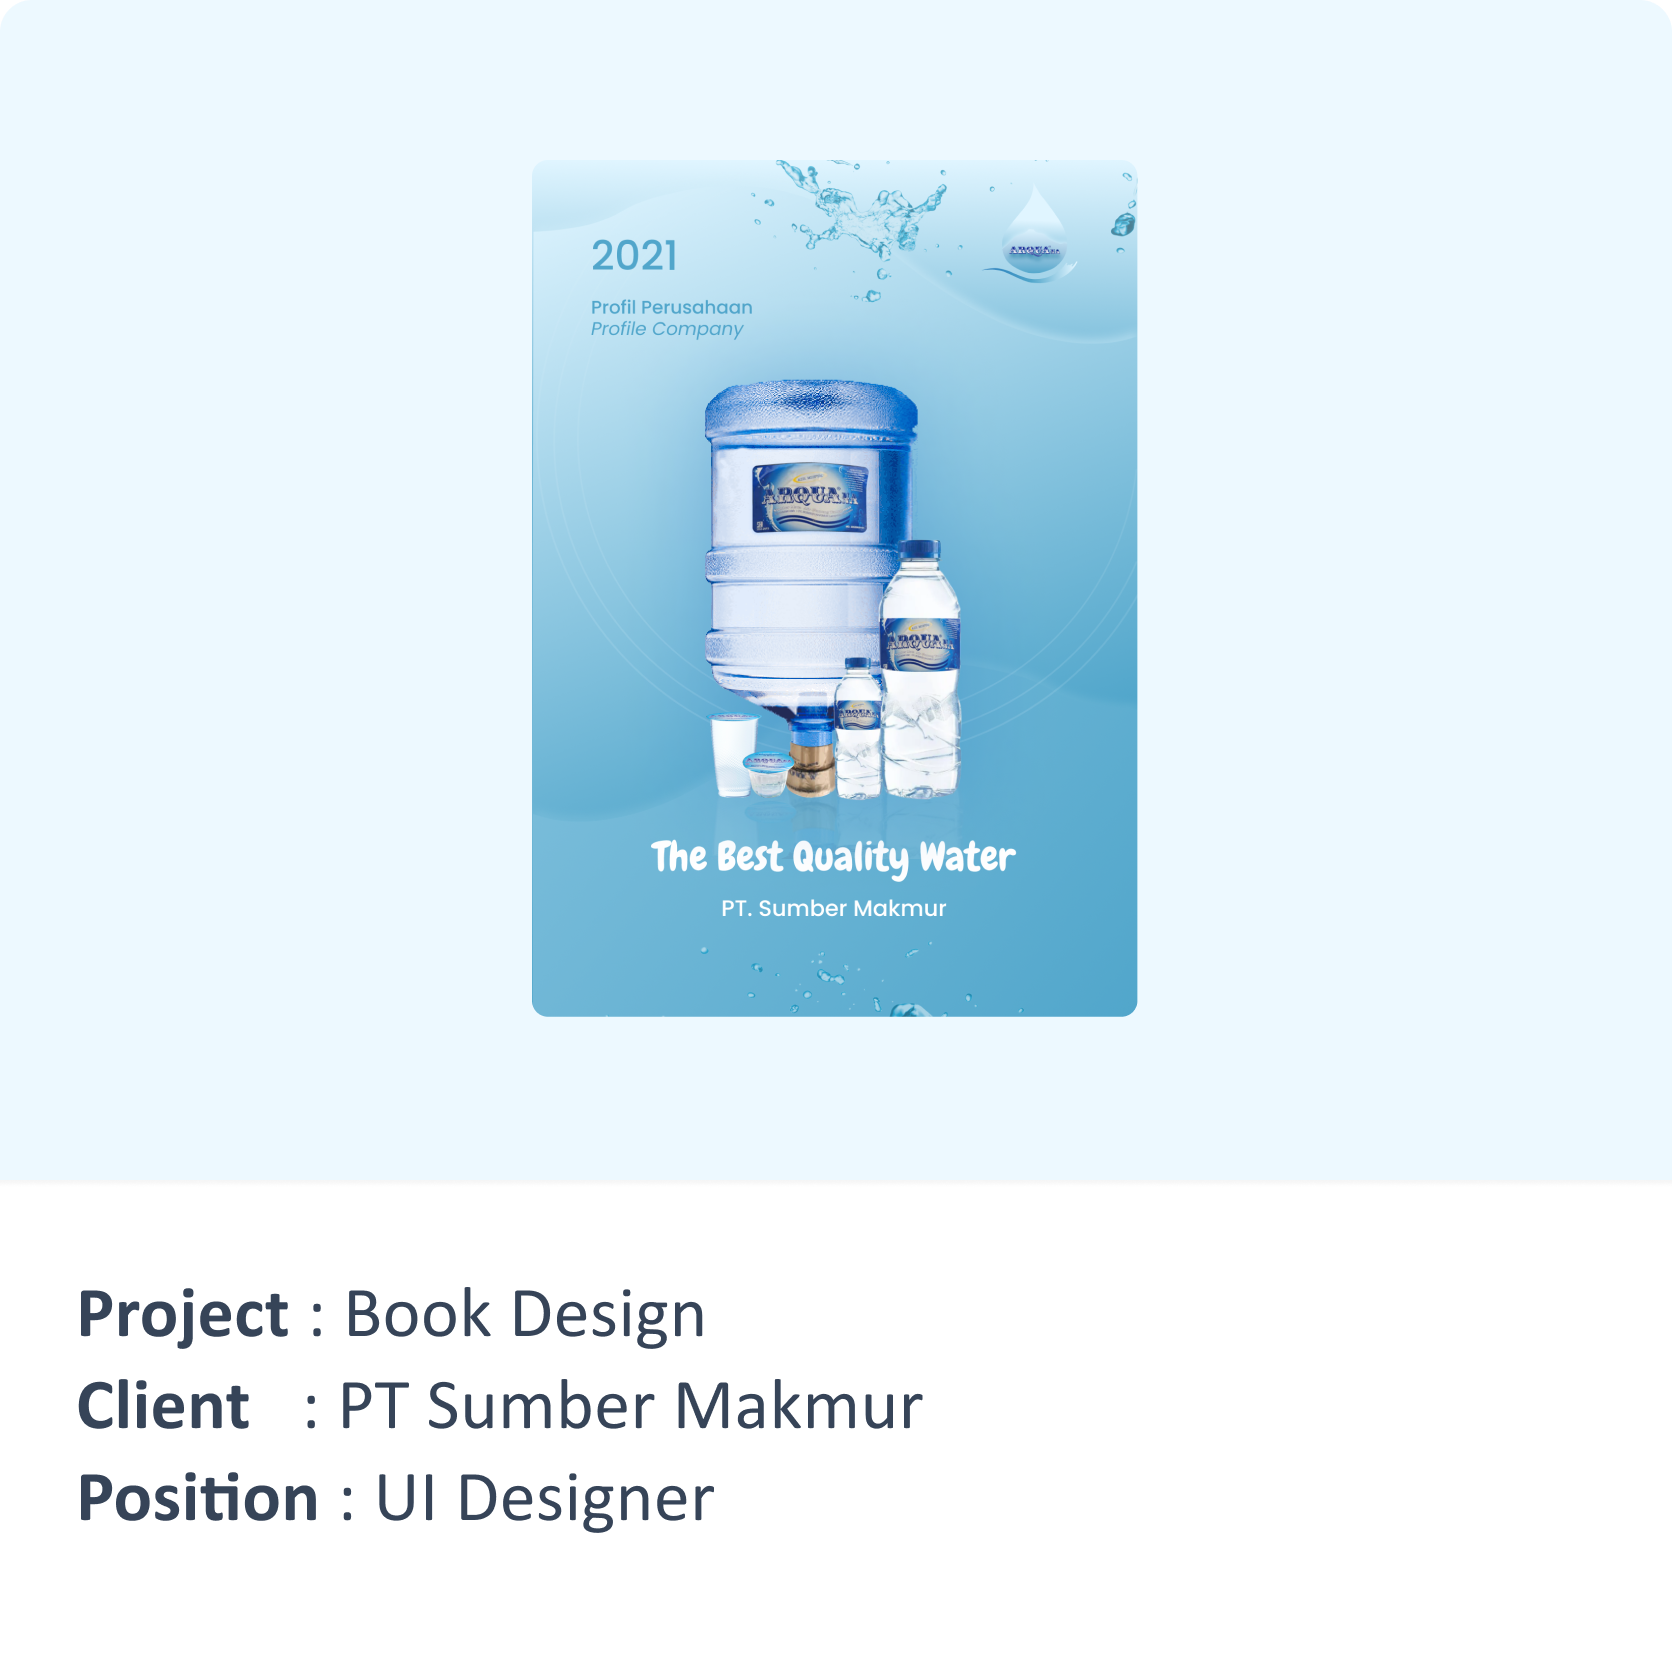 2021
Profil Perusahaan
Profile Company
The Best Quality Water
PT. Sumber Makmur
Project : Book Design
Client : PT Sumber Makmur
Position : UI Designer